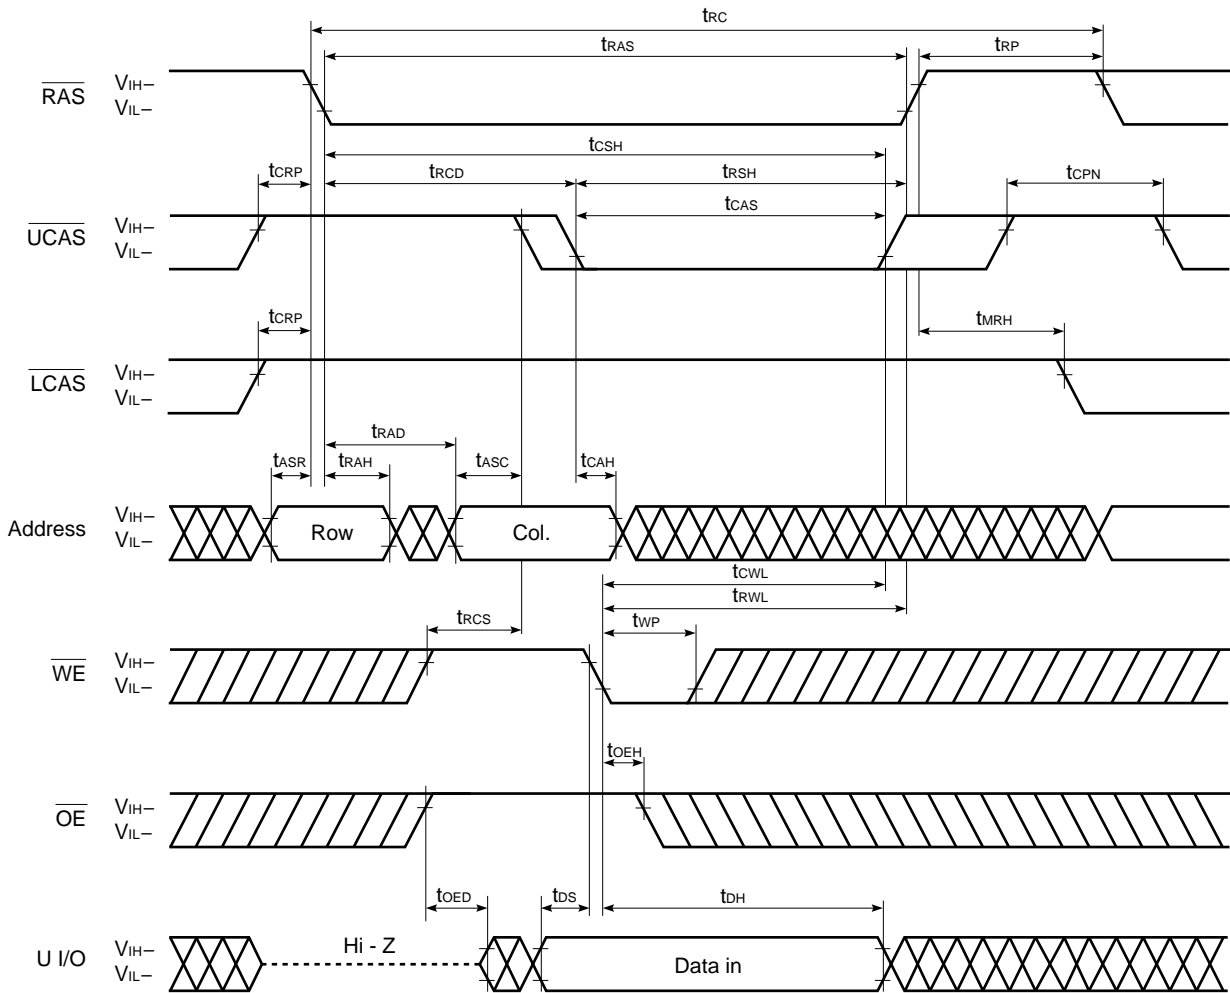 tRC
tRAS tRP
RAS VIH–
VIL–
tCSH
tCRP tRCD tRSH tCPN
tCAS
UCAS VIH–
VIL–
tCRP tMRH
LCAS VIH–
VIL–
tRAD
tASR tRAH tASC tCAH
Address VIH– Row Col.
VIL–
tCWL
tRWL
tRCS tWP
WE VIH–
VIL–
tOEH
OE VIH–
VIL–
tOED tDS tDH
U I/O VIH– Hi - Z Data in
VIL–